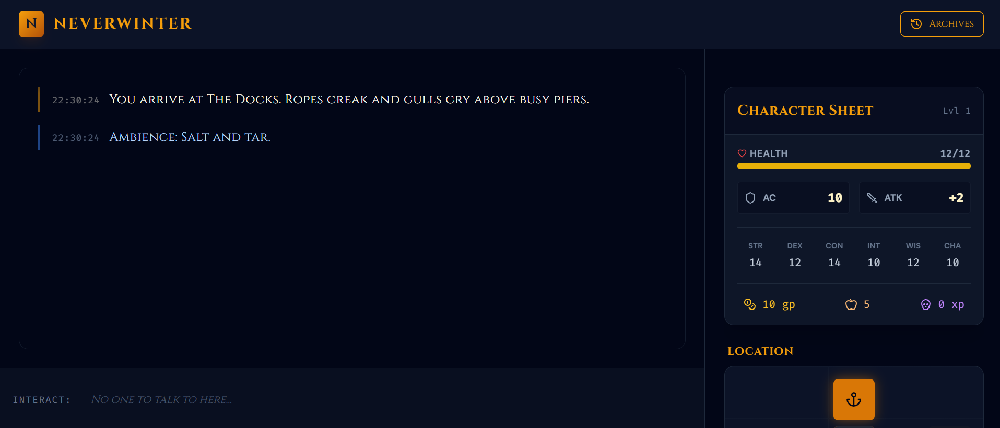 N NEVERWINTER
Archives
22:30:24 You arrive at The Docks. Ropes creak and gulls cry above busy piers.
22:30:24 Ambience: Salt and tar.
INTERACT: No one to talk to here...
Character Sheet Lvl 1
HEALTH 12/12
AC 10 ATK +2
STR DEX CON INT WIS CHA
14 12 14 10 12 10
10 gp 5 0 xp
LOCATION